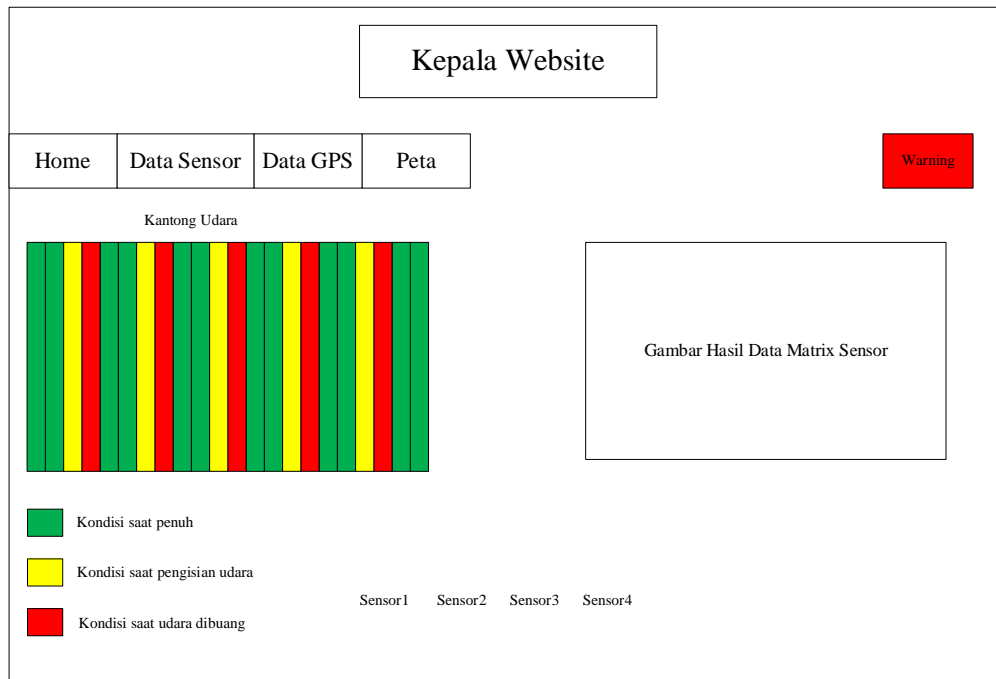 Kepala Website
Home Data Sensor Data GPS Peta Warning
Kantong Udara
Gambar Hasil Data Matrix Sensor
Kondisi saat penuh
Kondisi saat pengisian udara
Sensor1 Sensor2 Sensor3 Sensor4
Kondisi saat udara dibuang